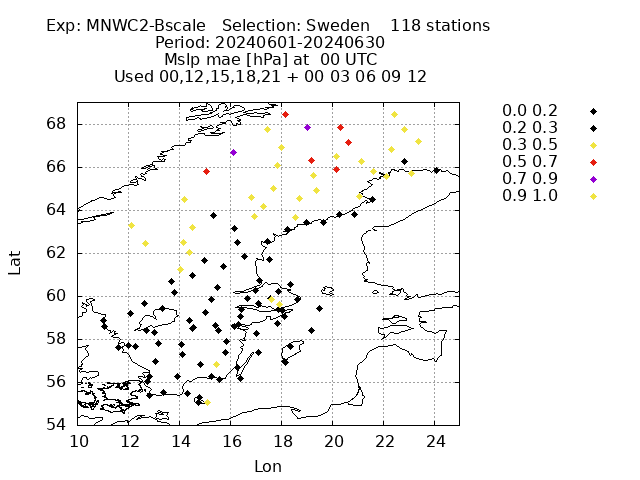 Exp: MNWC2-Bscale   Selection: Sweden    118 stations
Period: 20240601-20240630
Mslp mae [hPa] at  00 UTC
Used 00,12,15,18,21 + 00 03 06 09 12
0.0 0.2
0.2 0.3
0.3 0.5
0.5 0.7
0.7 0.9
0.9 1.0
68
66
64
62
60
58
56
54
Lat
10 12 14 16 18 20 22 24
Lon